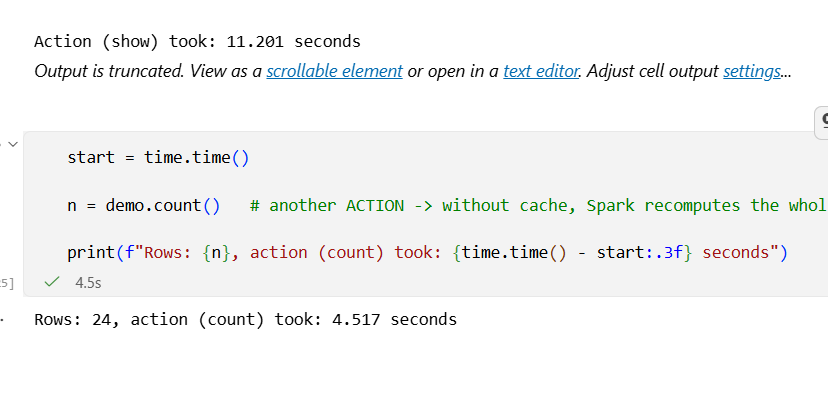 Action (show) took: 11.201 seconds
Output is truncated. View as a scrollable element or open in a text editor. Adjust cell output settings...
start = time.time()
n = demo.count()   # another ACTION -> without cache, Spark recomputes the whol
print(f"Rows: {n}, action (count) took: {time.time() - start:.3f} seconds")
5]
4.5s
Rows: 24, action (count) took: 4.517 seconds